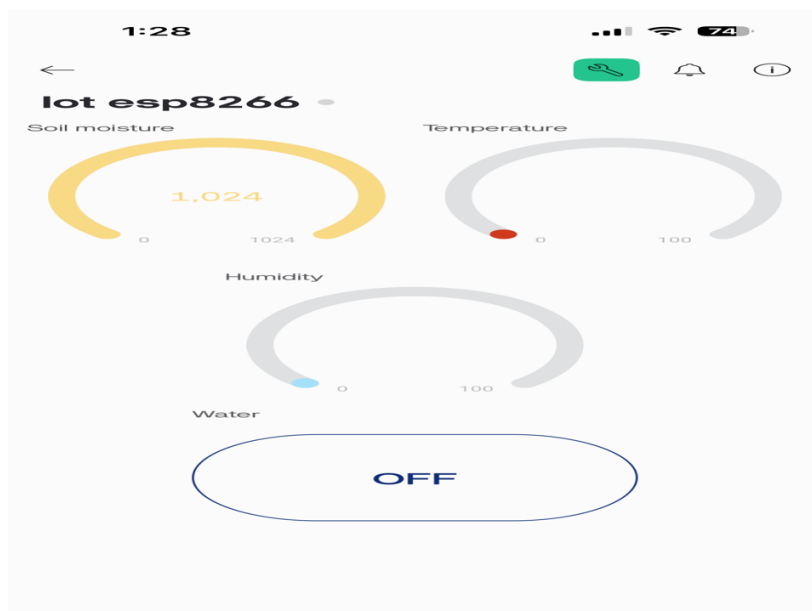 1:28
74
Iot esp8266
Soil moisture
Temperature
1,024
0 1024
0 100
Humidity
0 100
Water
OFF